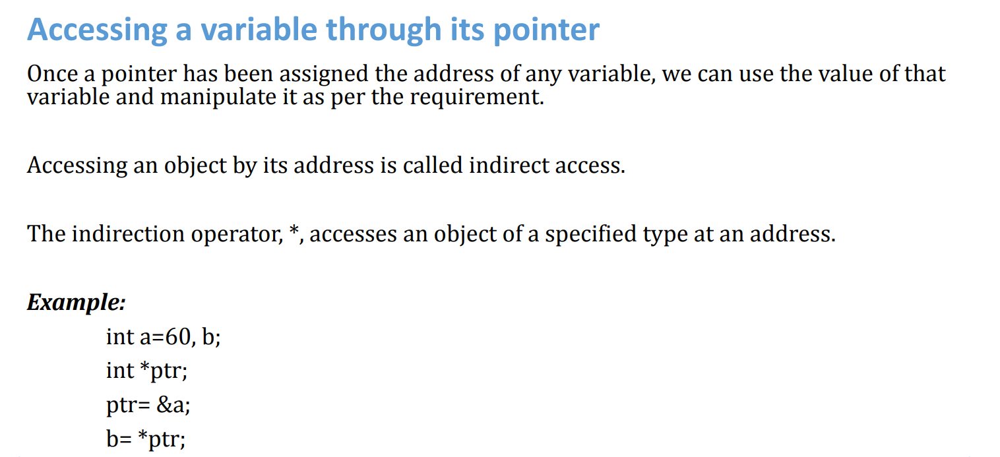 Accessing a variable through its pointer
Once a pointer has been assigned the address of any variable, we can use the value of that
variable and manipulate it as per the requirement.
Accessing an object by its address is called indirect access.
The indirection operator, *, accesses an object of a specified type at an address.
Example:
int a=60, b;
int *ptr;
ptr= &a;
b= *ptr;